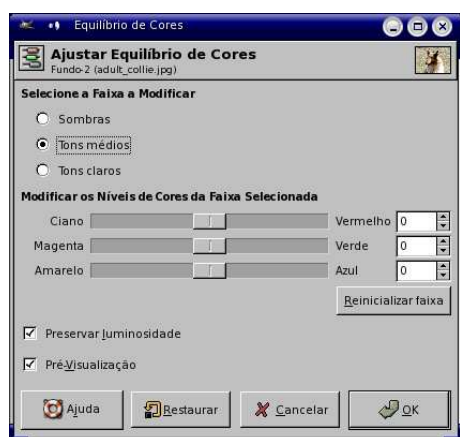 Equilíbrio de Cores
Ajustar Equilíbrio de Cores
Fundo-2 (adult_collie.jpg)
Selecione a Faixa a Modificar
Sombras
Tons médios
Tons claros
Modificar os Níveis de Cores da Faixa Selecionada
Ciano Vermelho 0
Magenta Verde 0
Amarelo Azul 0
Reinicializar faixa
Preservar luminosidade
Pré-Visualização
Ajuda Restaurar Cancelar OK